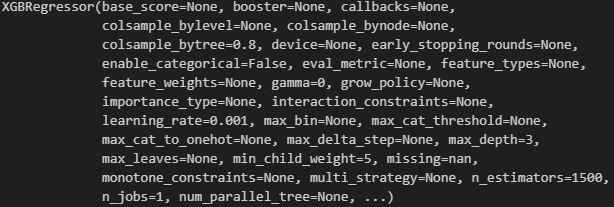 XGBRegressor(base_score=None, booster=None, callbacks=None,
colsample_bylevel=None, colsample_bynode=None,
colsample_bytree=0.8, device=None, early_stopping_rounds=None,
enable_categorical=False, eval_metric=None, feature_types=None,
feature_weights=None, gamma=0, grow_policy=None,
importance_type=None, interaction_constraints=None,
learning_rate=0.001, max_bin=None, max_cat_threshold=None,
max_cat_to_onehot=None, max_delta_step=None, max_depth=3,
max_leaves=None, min_child_weight=5, missing=nan,
monotone_constraints=None, multi_strategy=None, n_estimators=1500,
n_jobs=1, num_parallel_tree=None, ...)